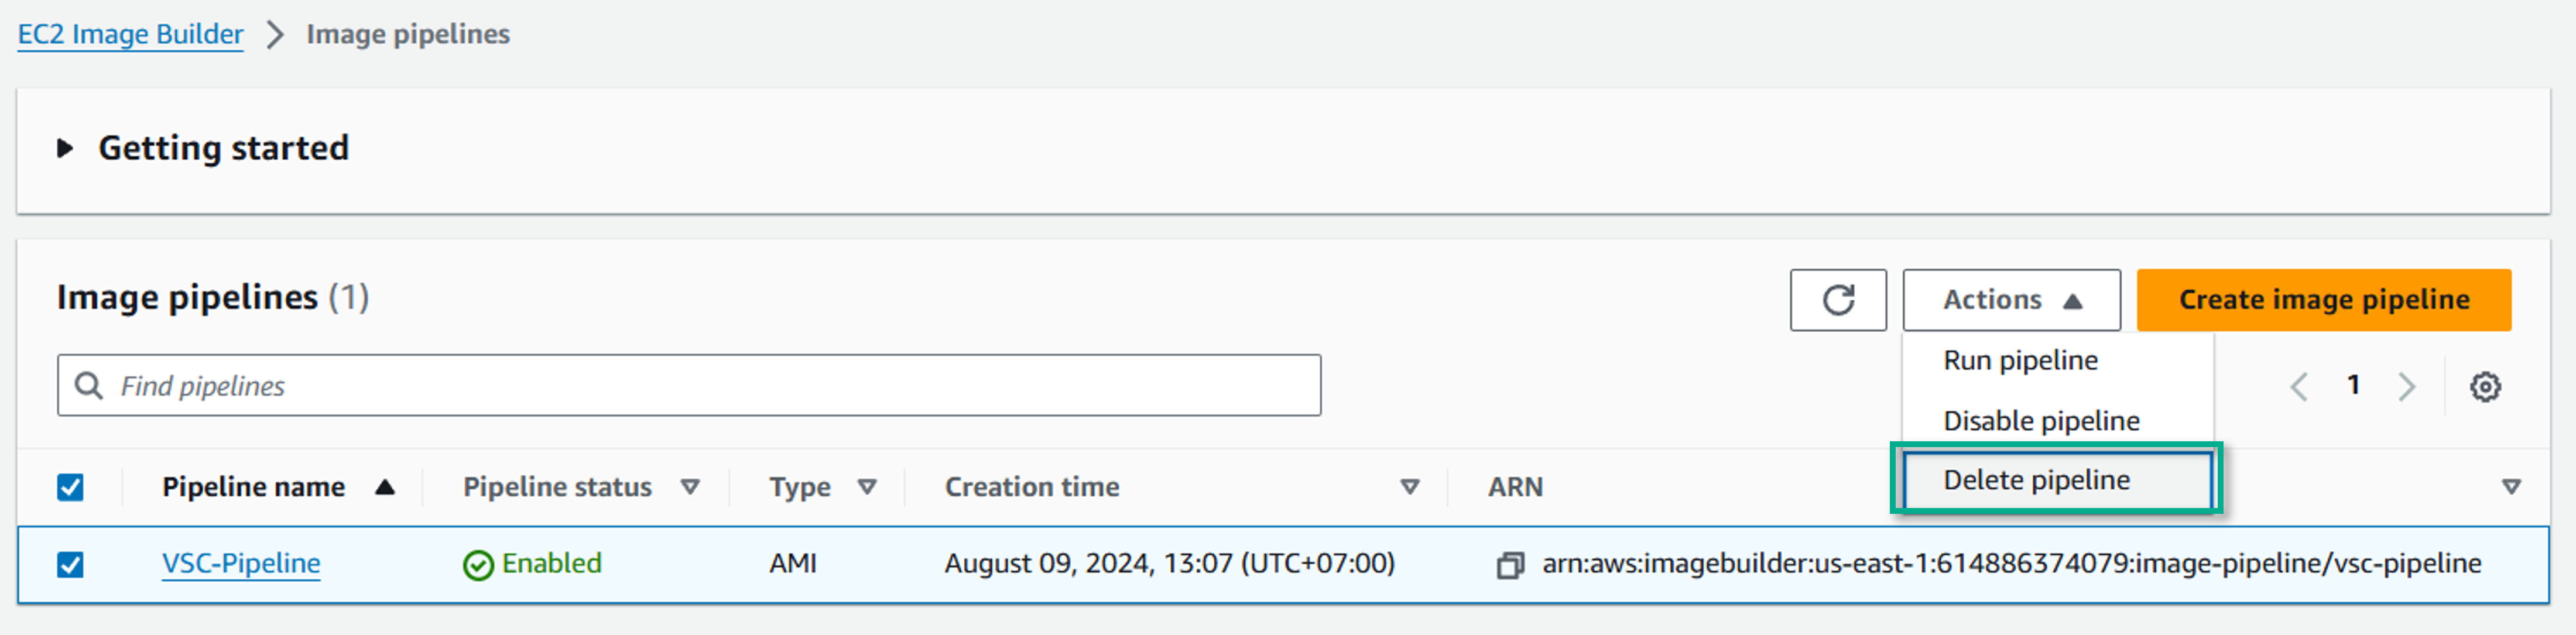 EC2 Image Builder > Image pipelines
Getting started
Image pipelines (1)
Actions
Create image pipeline
Run pipeline
Find pipelines
1
Disable pipeline
Delete pipeline
Pipeline name
Pipeline status
Type
Creation time
ARN
VSC-Pipeline
Enabled
AMI
August 09, 2024, 13:07 (UTC+07:00)
arn:aws:imagebuilder:us-east-1:614886374079:image-pipeline/vsc-pipeline